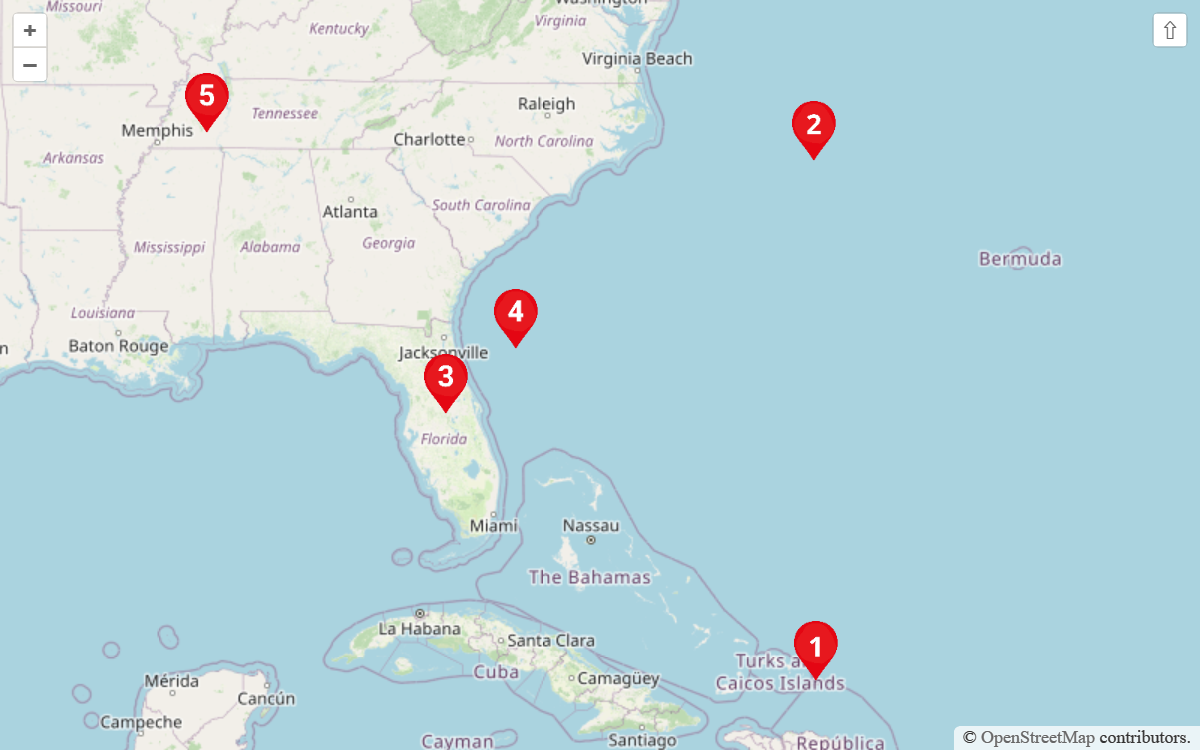 Missouri
Washington
Kentucky
Virginia
+
−
⇧
Virginia Beach
5
Raleigh
Tennessee
2
Memphis
Charlotte
North Carolina
Arkansas
South Carolina
Atlanta
Georgia
Mississippi
Alabama
Bermuda
Louisiana
4
Baton Rouge
n
Jacksonville
3
Florida
Miami
Nassau
The Bahamas
La Habana
Santa Clara
1
Turks a
Caicos Islands
Cuba
Camagüey
Mérida
Cancún
Campeche
Cayman
Santiago
República
© OpenStreetMap contributors.